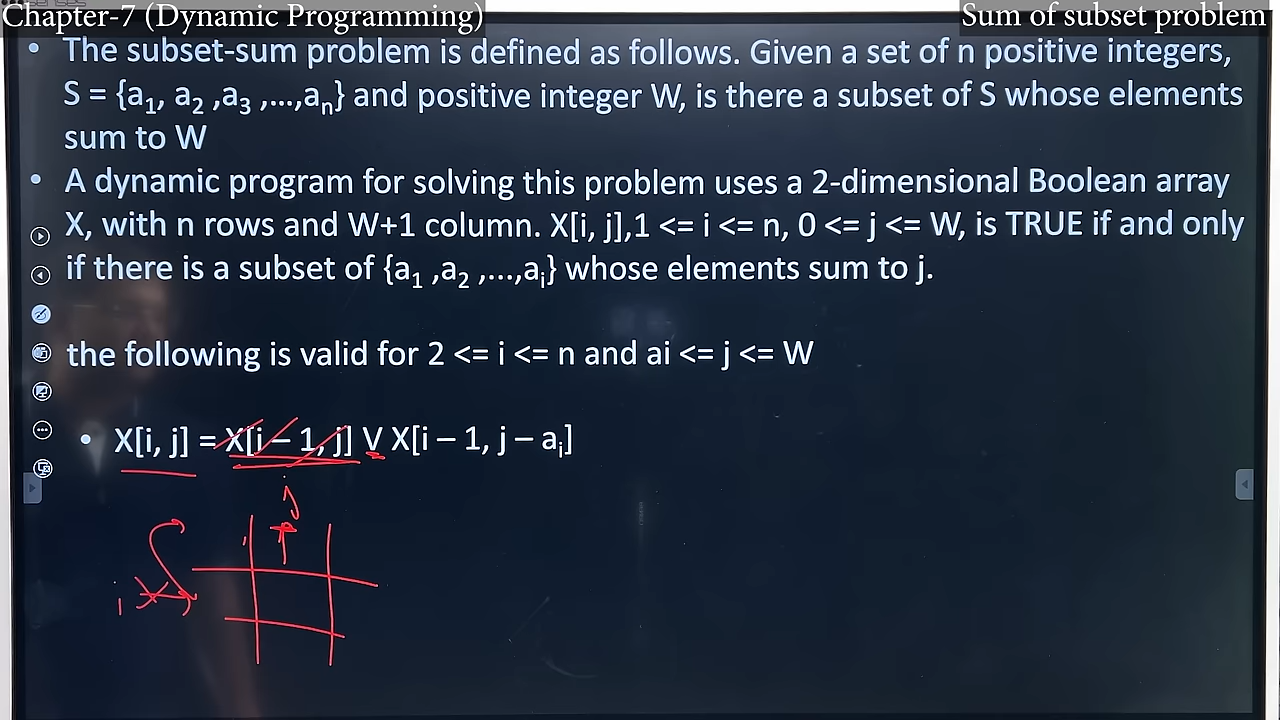 Chapter-7 (Dynamic Programming)
Sum of subset problem
• The subset-sum problem is defined as follows. Given a set of n positive integers,
S = {a₁, a₂ ,a₃ ,...,aₙ} and positive integer W, is there a subset of S whose elements
sum to W
• A dynamic program for solving this problem uses a 2-dimensional Boolean array
X, with n rows and W+1 column. X[i, j],1 <= i <= n, 0 <= j <= W, is TRUE if and only
if there is a subset of {a₁ ,a₂ ,...,aᵢ} whose elements sum to j.
the following is valid for 2 <= i <= n and ai <= j <= W
• X[i, j] = X[i – 1, j] V X[i – 1, j – aᵢ]
j
i